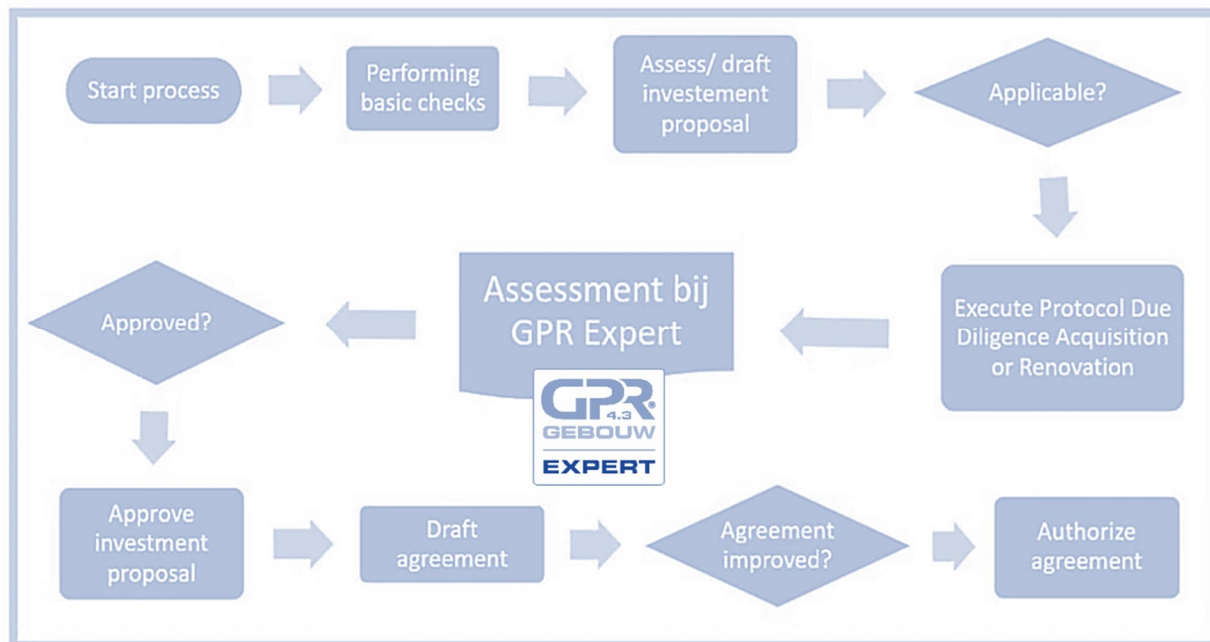 Start process
Performing
basic checks
Assess/ draft
investement
proposal
Applicable?
Execute Protocol Due
Diligence Acquisition
or Renovation
Assessment bij
GPR Expert
GPR®
4.3
GEBOUW
EXPERT
Approved?
Approve
investment
proposal
Draft
agreement
Agreement
improved?
Authorize
agreement